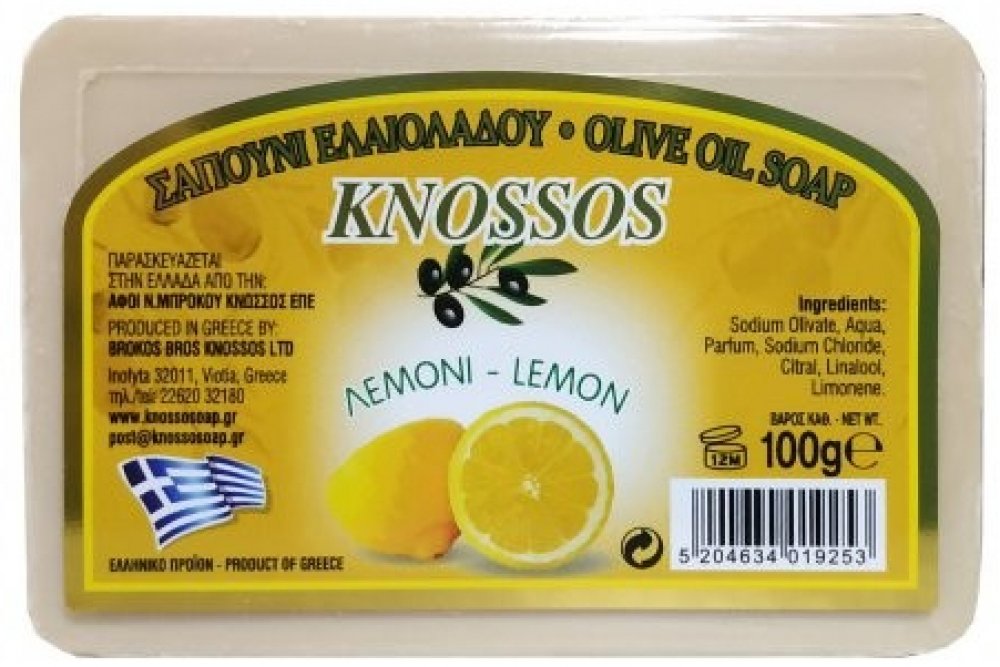 ΣΑΠΟΥΝΙ ΕΛΑΙΟΛΑΔΟΥ • OLIVE OIL SOAP
KNOSSOS
ΠΑΡΑΣΚΕΥΑΖΕΤΑΙ
ΣΤΗΝ ΕΛΛΑΔΑ ΑΠΟ ΤΗΝ:
ΑΦΟΙ Ν.ΜΠΡΟΚΟΥ ΚΝΩΣΣΟΣ ΕΠΕ
PRODUCED IN GREECE BY:
BROKOS BROS KNOSSOS LTD
Inofyta 32011, Viotia, Greece
τηλ./tel: 22620 32180
www.knossosoap.gr
post@knossosoap.gr
ΛΕΜΟΝΙ - LEMON
Ingredients:
Sodium Olivate, Aqua,
Parfum, Sodium Chloride,
Citral, Linalool,
Limonene.
ΒΑΡΟΣ ΚΑΘ. - NET WT.
12M 100g℮
5 204634 019253
ΕΛΛΗΝΙΚΟ ΠΡΟΪΟΝ - PRODUCT OF GREECE